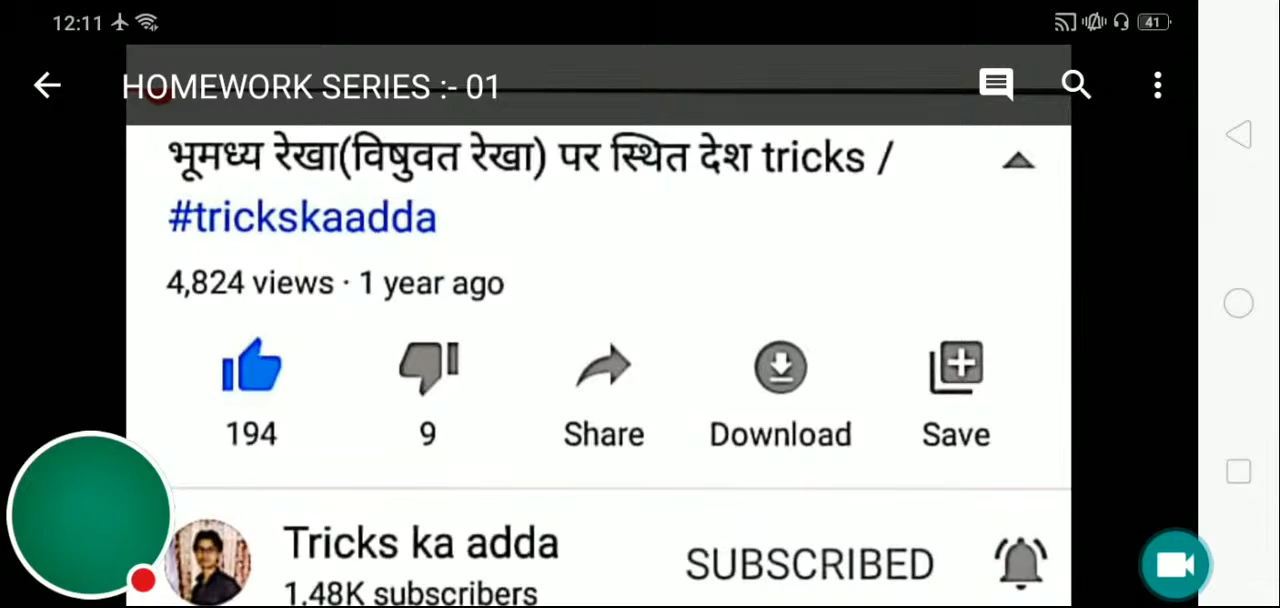 12:11
41
HOMEWORK SERIES :- 01
भूमध्य रेखा(विषुवत रेखा) पर स्थित देश tricks /
#trickskaadda
4,824 views · 1 year ago
194 9 Share Download Save
Tricks ka adda
SUBSCRIBED
1.48K subscribers